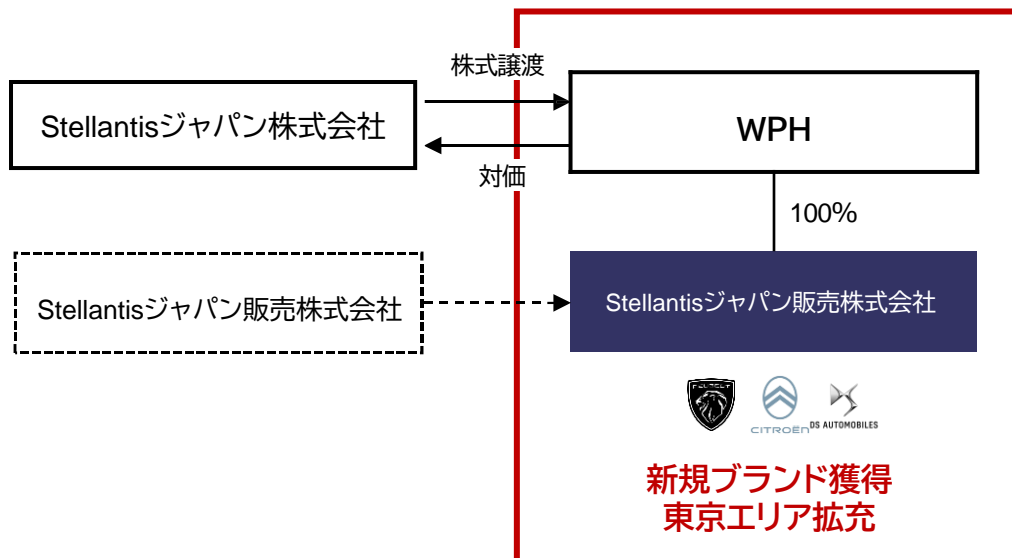 株式譲渡
Stellantisジャパン株式会社
WPH
対価
100%
Stellantisジャパン販売株式会社
Stellantisジャパン販売株式会社
PEUGEOT
CITROËN
DS AUTOMOBILES
新規ブランド獲得
東京エリア拡充